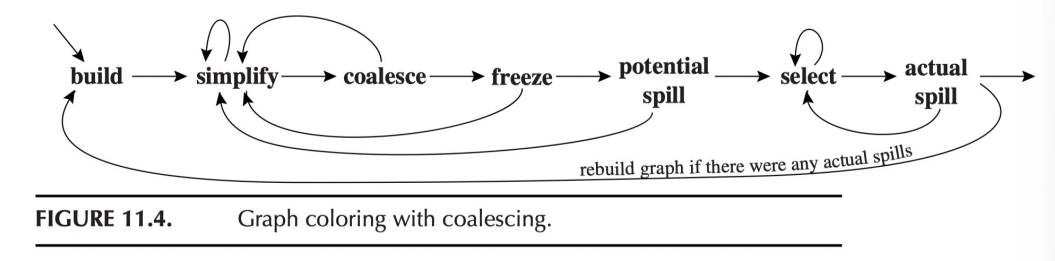 build simplify coalesce freeze potential spill select actual spill
rebuild graph if there were any actual spills
FIGURE 11.4. Graph coloring with coalescing.